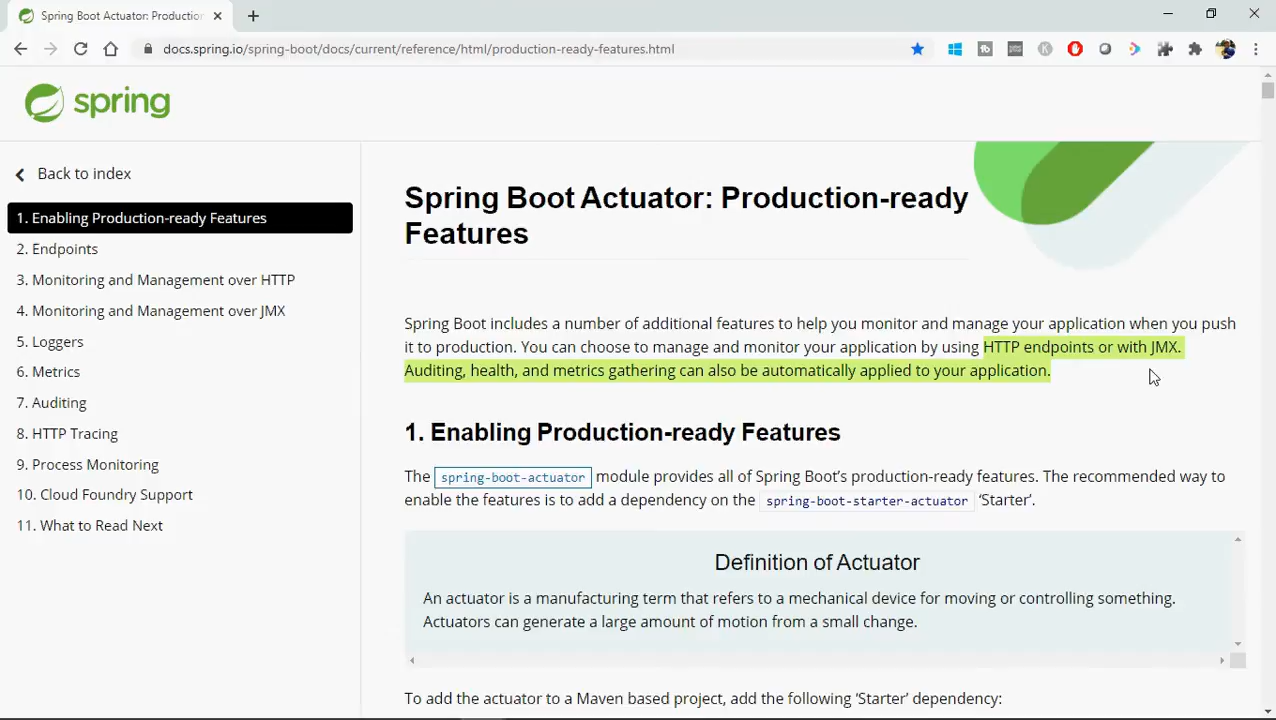 Spring Boot Actuator: Production
docs.spring.io/spring-boot/docs/current/reference/html/production-ready-features.html
spring
Back to index
1. Enabling Production-ready Features
2. Endpoints
3. Monitoring and Management over HTTP
4. Monitoring and Management over JMX
5. Loggers
6. Metrics
7. Auditing
8. HTTP Tracing
9. Process Monitoring
10. Cloud Foundry Support
11. What to Read Next
Spring Boot Actuator: Production-ready
Features
Spring Boot includes a number of additional features to help you monitor and manage your application when you push
it to production. You can choose to manage and monitor your application by using HTTP endpoints or with JMX.
Auditing, health, and metrics gathering can also be automatically applied to your application.
1. Enabling Production-ready Features
The spring-boot-actuator module provides all of Spring Boot’s production-ready features. The recommended way to
enable the features is to add a dependency on the spring-boot-starter-actuator ‘Starter’.
Definition of Actuator
An actuator is a manufacturing term that refers to a mechanical device for moving or controlling something.
Actuators can generate a large amount of motion from a small change.
To add the actuator to a Maven based project, add the following ‘Starter’ dependency: